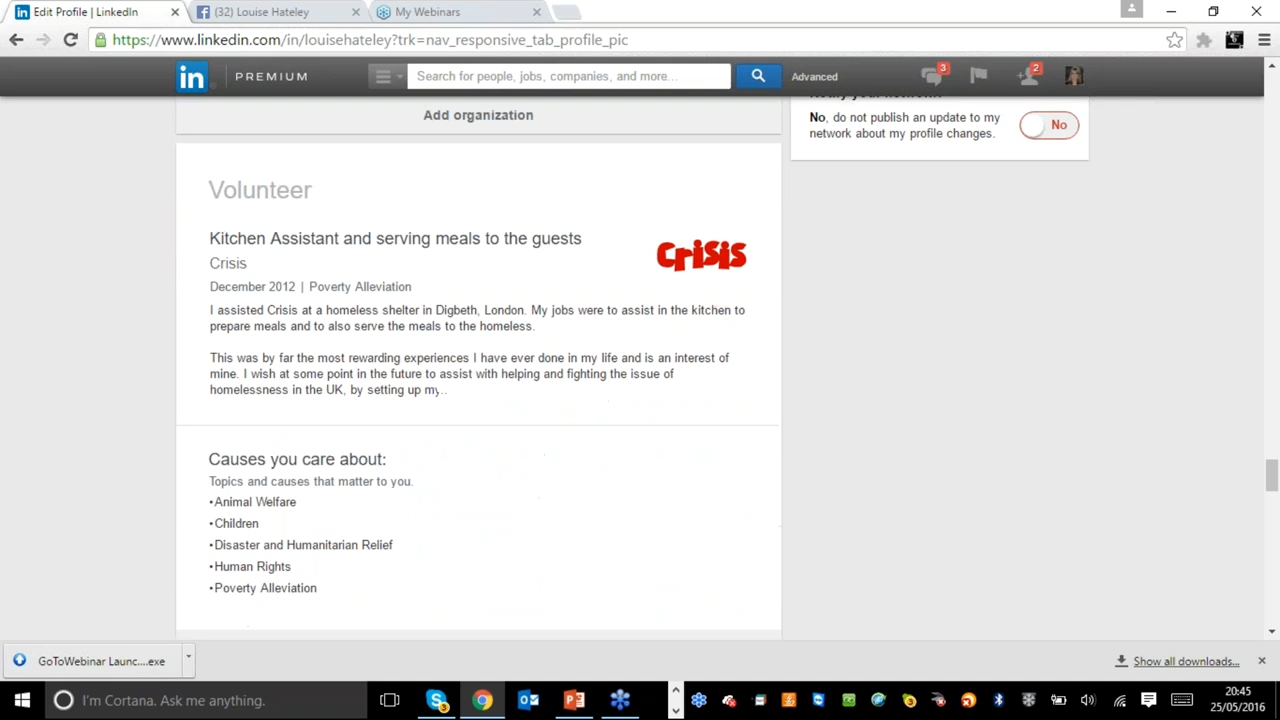 Edit Profile | LinkedIn
(32) Louise Hateley
My Webinars
https://www.linkedin.com/in/louisehateley?trk=nav_responsive_tab_profile_pic
in
PREMIUM
Search for people, jobs, companies, and more...
Advanced
3
2
Add organization
No, do not publish an update to my
network about my profile changes.
No
Volunteer
Kitchen Assistant and serving meals to the guests
Crisis
Crisis
December 2012 | Poverty Alleviation
I assisted Crisis at a homeless shelter in Digbeth, London. My jobs were to assist in the kitchen to
prepare meals and to also serve the meals to the homeless.
This was by far the most rewarding experiences I have ever done in my life and is an interest of
mine. I wish at some point in the future to assist with helping and fighting the issue of
homelessness in the UK, by setting up my...
Causes you care about:
Topics and causes that matter to you.
•Animal Welfare
•Children
•Disaster and Humanitarian Relief
•Human Rights
•Poverty Alleviation
GoToWebinar Launc....exe
Show all downloads...
I'm Cortana. Ask me anything.
20:45
25/05/2016